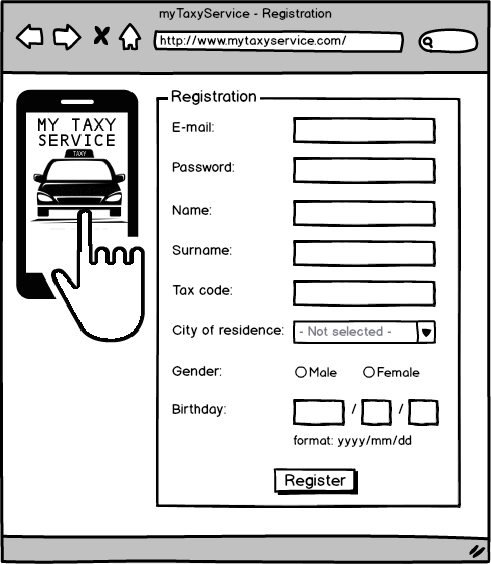 myTaxyService - Registration
http://www.mytaxyservice.com/
MY TAXY
SERVICE
TAXY
Registration
E-mail:
Password:
Name:
Surname:
Tax code:
City of residence: - Not selected -
Gender: Male Female
Birthday: / /
format: yyyy/mm/dd
Register